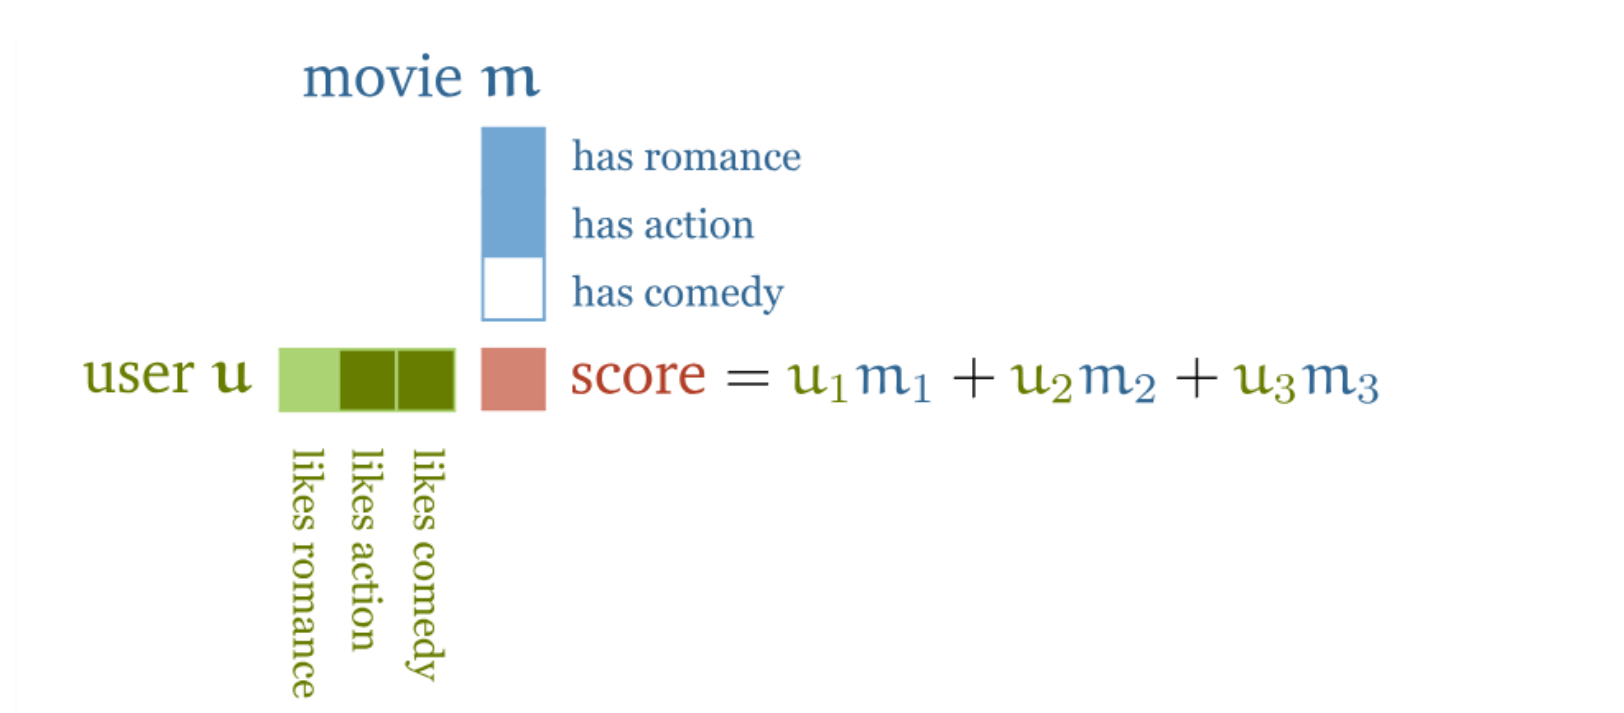 movie m
has romance
has action
has comedy
user u
score = u₁m₁ + u₂m₂ + u₃m₃
likes romance
likes action
likes comedy